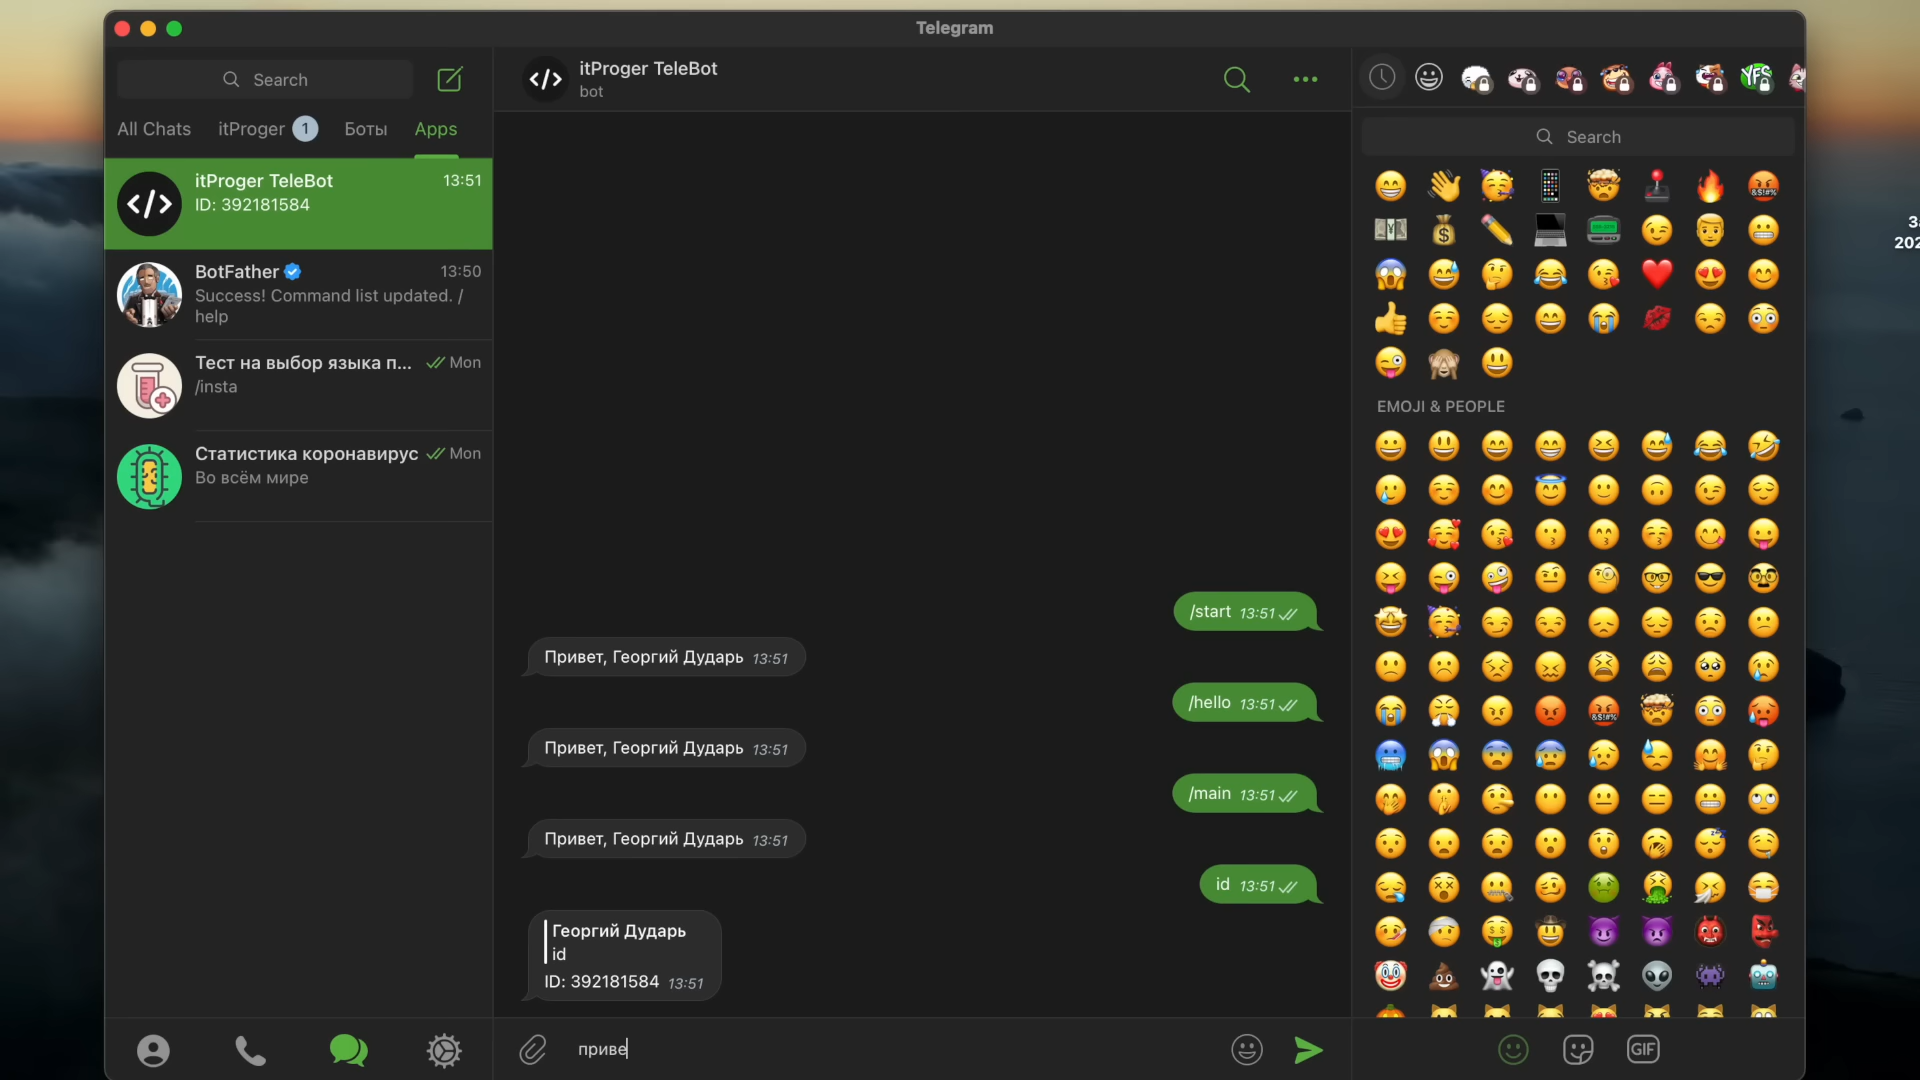 Telegram
Search
All Chats
itProger 1
Боты
Apps
itProger TeleBot
13:51
ID: 392181584
BotFather
13:50
Success! Command list updated. /
help
Тест на выбор языка п...
Mon
/insta
Статистика коронавирус
Mon
Во всём мире
itProger TeleBot
bot
/start 13:51
Привет, Георгий Дударь 13:51
/hello 13:51
Привет, Георгий Дударь 13:51
/main 13:51
Привет, Георгий Дударь 13:51
id 13:51
Георгий Дударь
id
ID: 392181584 13:51
приве
YES
Search
EMOJI & PEOPLE
GIF
202